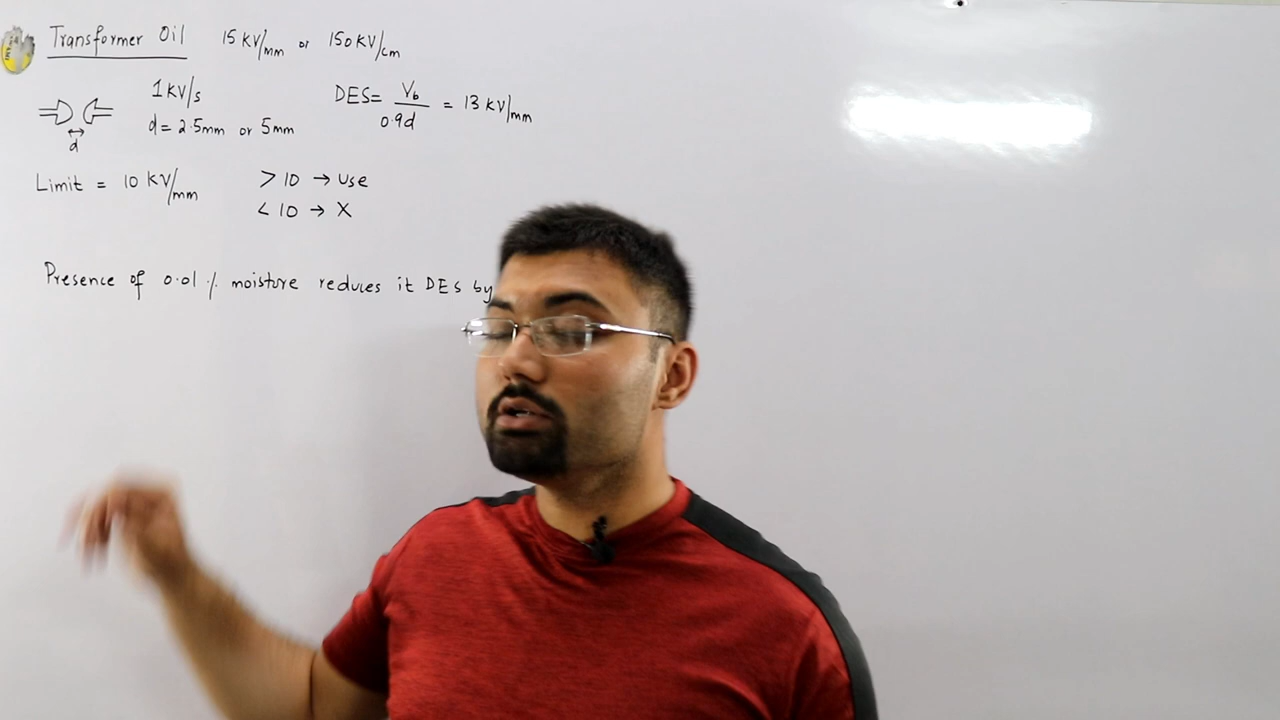 Transformer Oil 15 KV/mm or 150 KV/cm
1 KV/s
d = 2.5mm or 5mm
DES = Vb/0.9d = 13 KV/mm
d
Limit = 10 KV/mm
> 10 → use
< 10 → X
Presence of 0.01 % moisture reduces it DES by